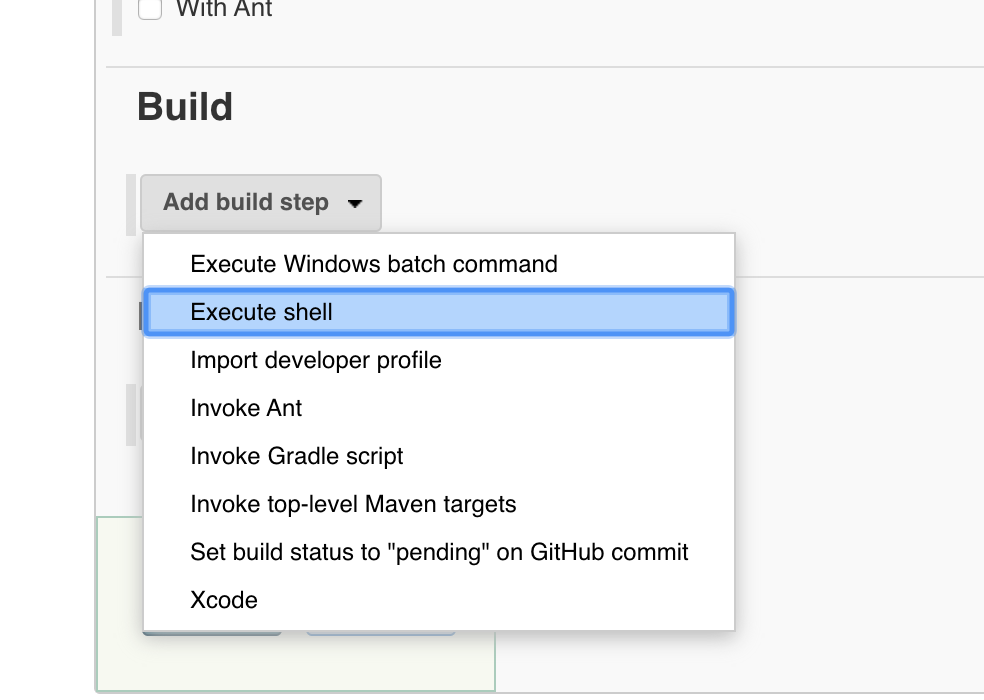 With Ant
Build
Add build step
Execute Windows batch command
Execute shell
Import developer profile
Invoke Ant
Invoke Gradle script
Invoke top-level Maven targets
Set build status to "pending" on GitHub commit
Xcode